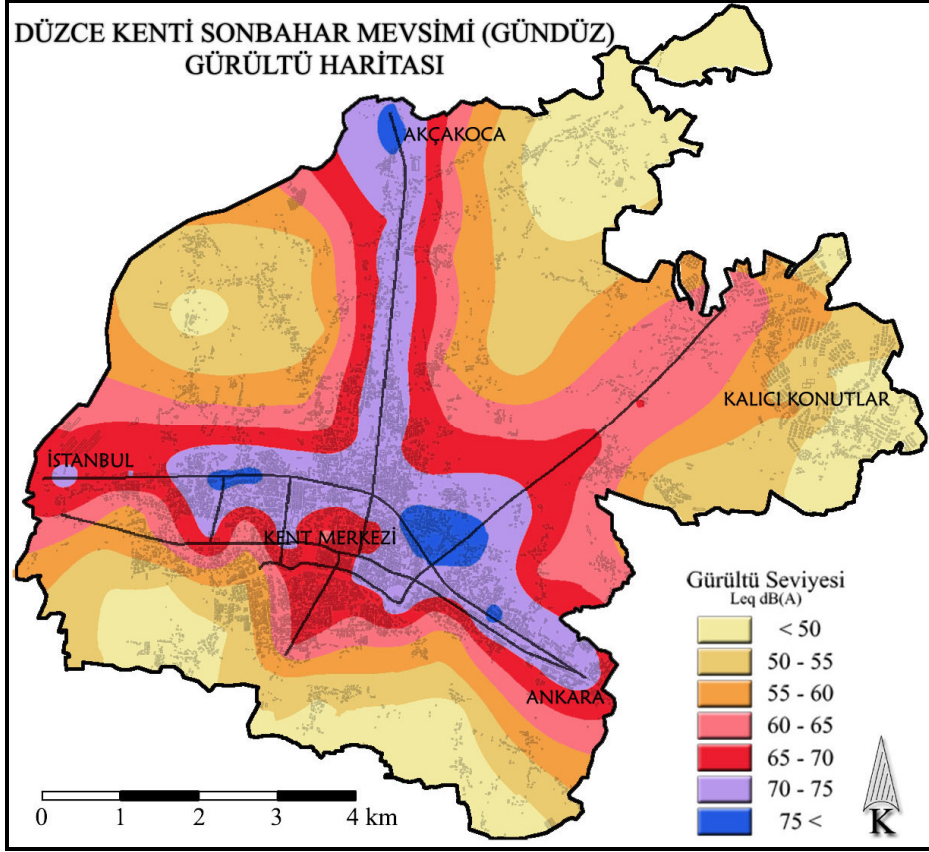 DÜZCE KENTİ SONBAHAR MEVSİMİ (GÜNDÜZ)
GÜRÜLTÜ HARİTASI
AKÇAKOCA
KALICI KONUTLAR
İSTANBUL
KENT MERKEZİ
ANKARA
Gürültü Seviyesi
Leq dB(A)
< 50
50 - 55
55 - 60
60 - 65
65 - 70
70 - 75
75 <
0 1 2 3 4 km
K